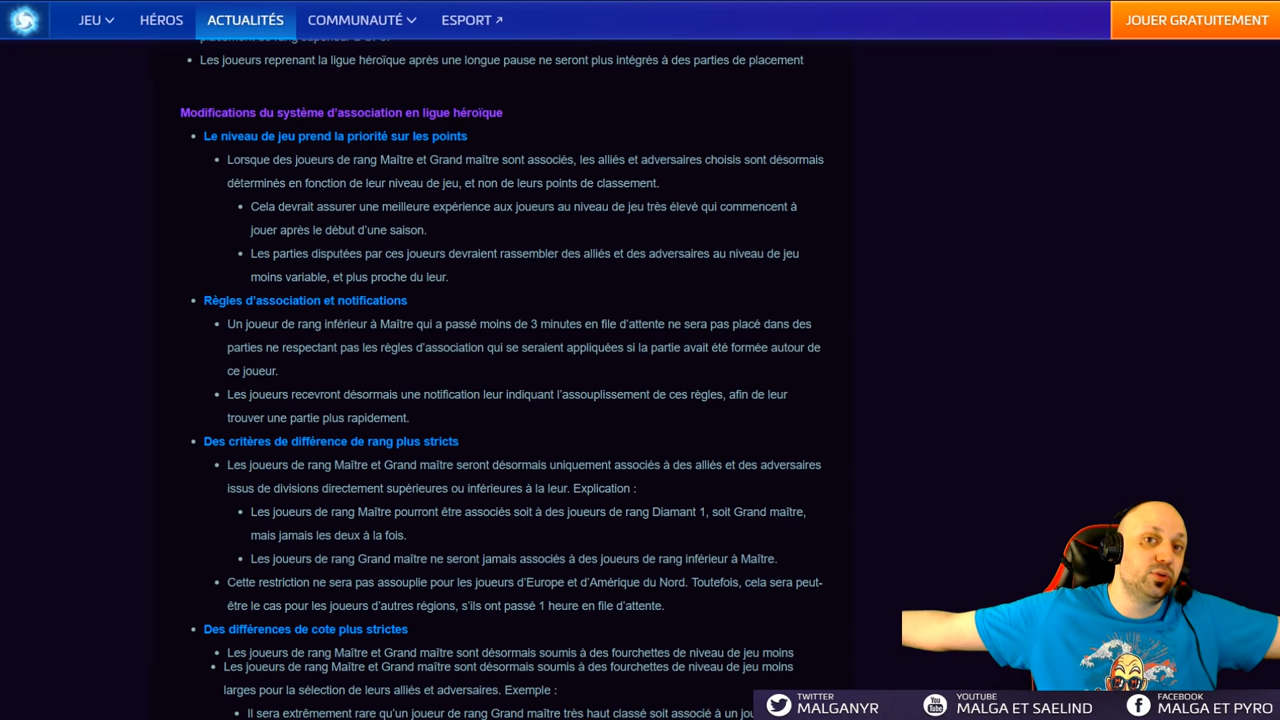 JEU HÉROS ACTUALITÉS COMMUNAUTÉ ESPORT JOUER GRATUITEMENT
Les joueurs reprenant la ligue héroïque après une longue pause ne seront plus intégrés à des parties de placement
Modifications du système d'association en ligue héroïque
Le niveau de jeu prend la priorité sur les points
Lorsque des joueurs de rang Maître et Grand maître sont associés, les alliés et adversaires choisis sont désormais
déterminés en fonction de leur niveau de jeu, et non de leurs points de classement.
Cela devrait assurer une meilleure expérience aux joueurs au niveau de jeu très élevé qui commencent à
jouer après le début d'une saison.
Les parties disputées par ces joueurs devraient rassembler des alliés et des adversaires au niveau de jeu
moins variable, et plus proche du leur.
Règles d'association et notifications
Un joueur de rang inférieur à Maître qui a passé moins de 3 minutes en file d'attente ne sera pas placé dans des
parties ne respectant pas les règles d'association qui se seraient appliquées si la partie avait été formée autour de
ce joueur.
Les joueurs recevront désormais une notification leur indiquant l'assouplissement de ces règles, afin de leur
trouver une partie plus rapidement.
Des critères de différence de rang plus stricts
Les joueurs de rang Maître et Grand maître seront désormais uniquement associés à des alliés et des adversaires
issus de divisions directement supérieures ou inférieures à la leur. Explication :
Les joueurs de rang Maître pourront être associés soit à des joueurs de rang Diamant 1, soit Grand maître,
mais jamais les deux à la fois.
Les joueurs de rang Grand maître ne seront jamais associés à des joueurs de rang inférieur à Maître.
Cette restriction ne sera pas assouplie pour les joueurs d'Europe et d'Amérique du Nord. Toutefois, cela sera peut-
être le cas pour les joueurs d'autres régions, s'ils ont passé 1 heure en file d'attente.
Des différences de cote plus strictes
Les joueurs de rang Maître et Grand maître sont désormais soumis à des fourchettes de niveau de jeu moins
Les joueurs de rang Maître et Grand maître sont désormais soumis à des fourchettes de niveau de jeu moins
larges pour la sélection de leurs alliés et adversaires. Exemple :
Il sera extrêmement rare qu'un joueur de rang Grand maître très haut classé soit associé à un
TWITTER
MALGANYR
YOUTUBE
MALGA ET SAELIND
FACEBOOK
MALGA ET PYRO